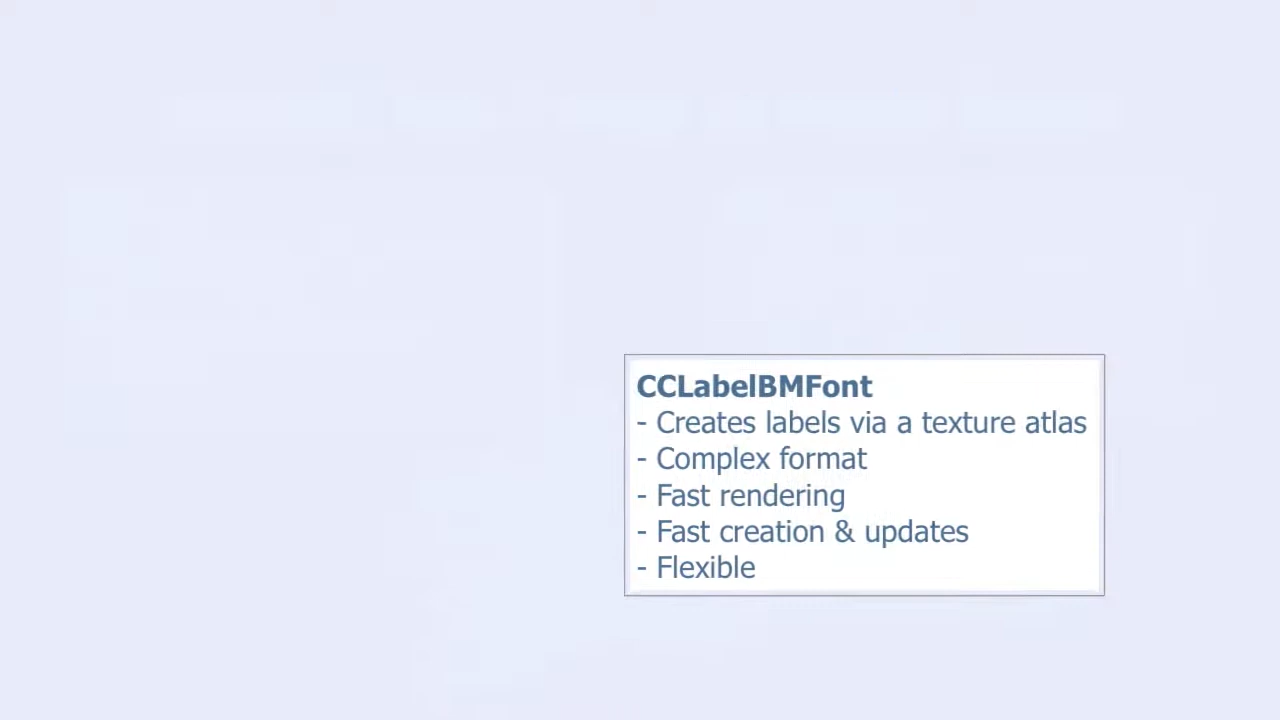 CCLabelBMFont
- Creates labels via a texture atlas
- Complex format
- Fast rendering
- Fast creation & updates
- Flexible